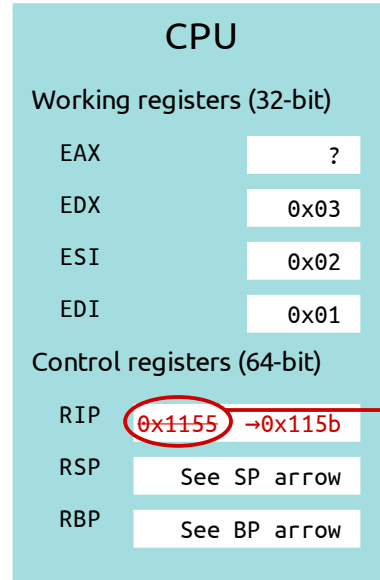 CPU
Working registers (32-bit)
EAX ?
EDX 0x03
ESI 0x02
EDI 0x01
Control registers (64-bit)
RIP 0x1155 →0x115b
RSP See SP arrow
RBP See BP arrow